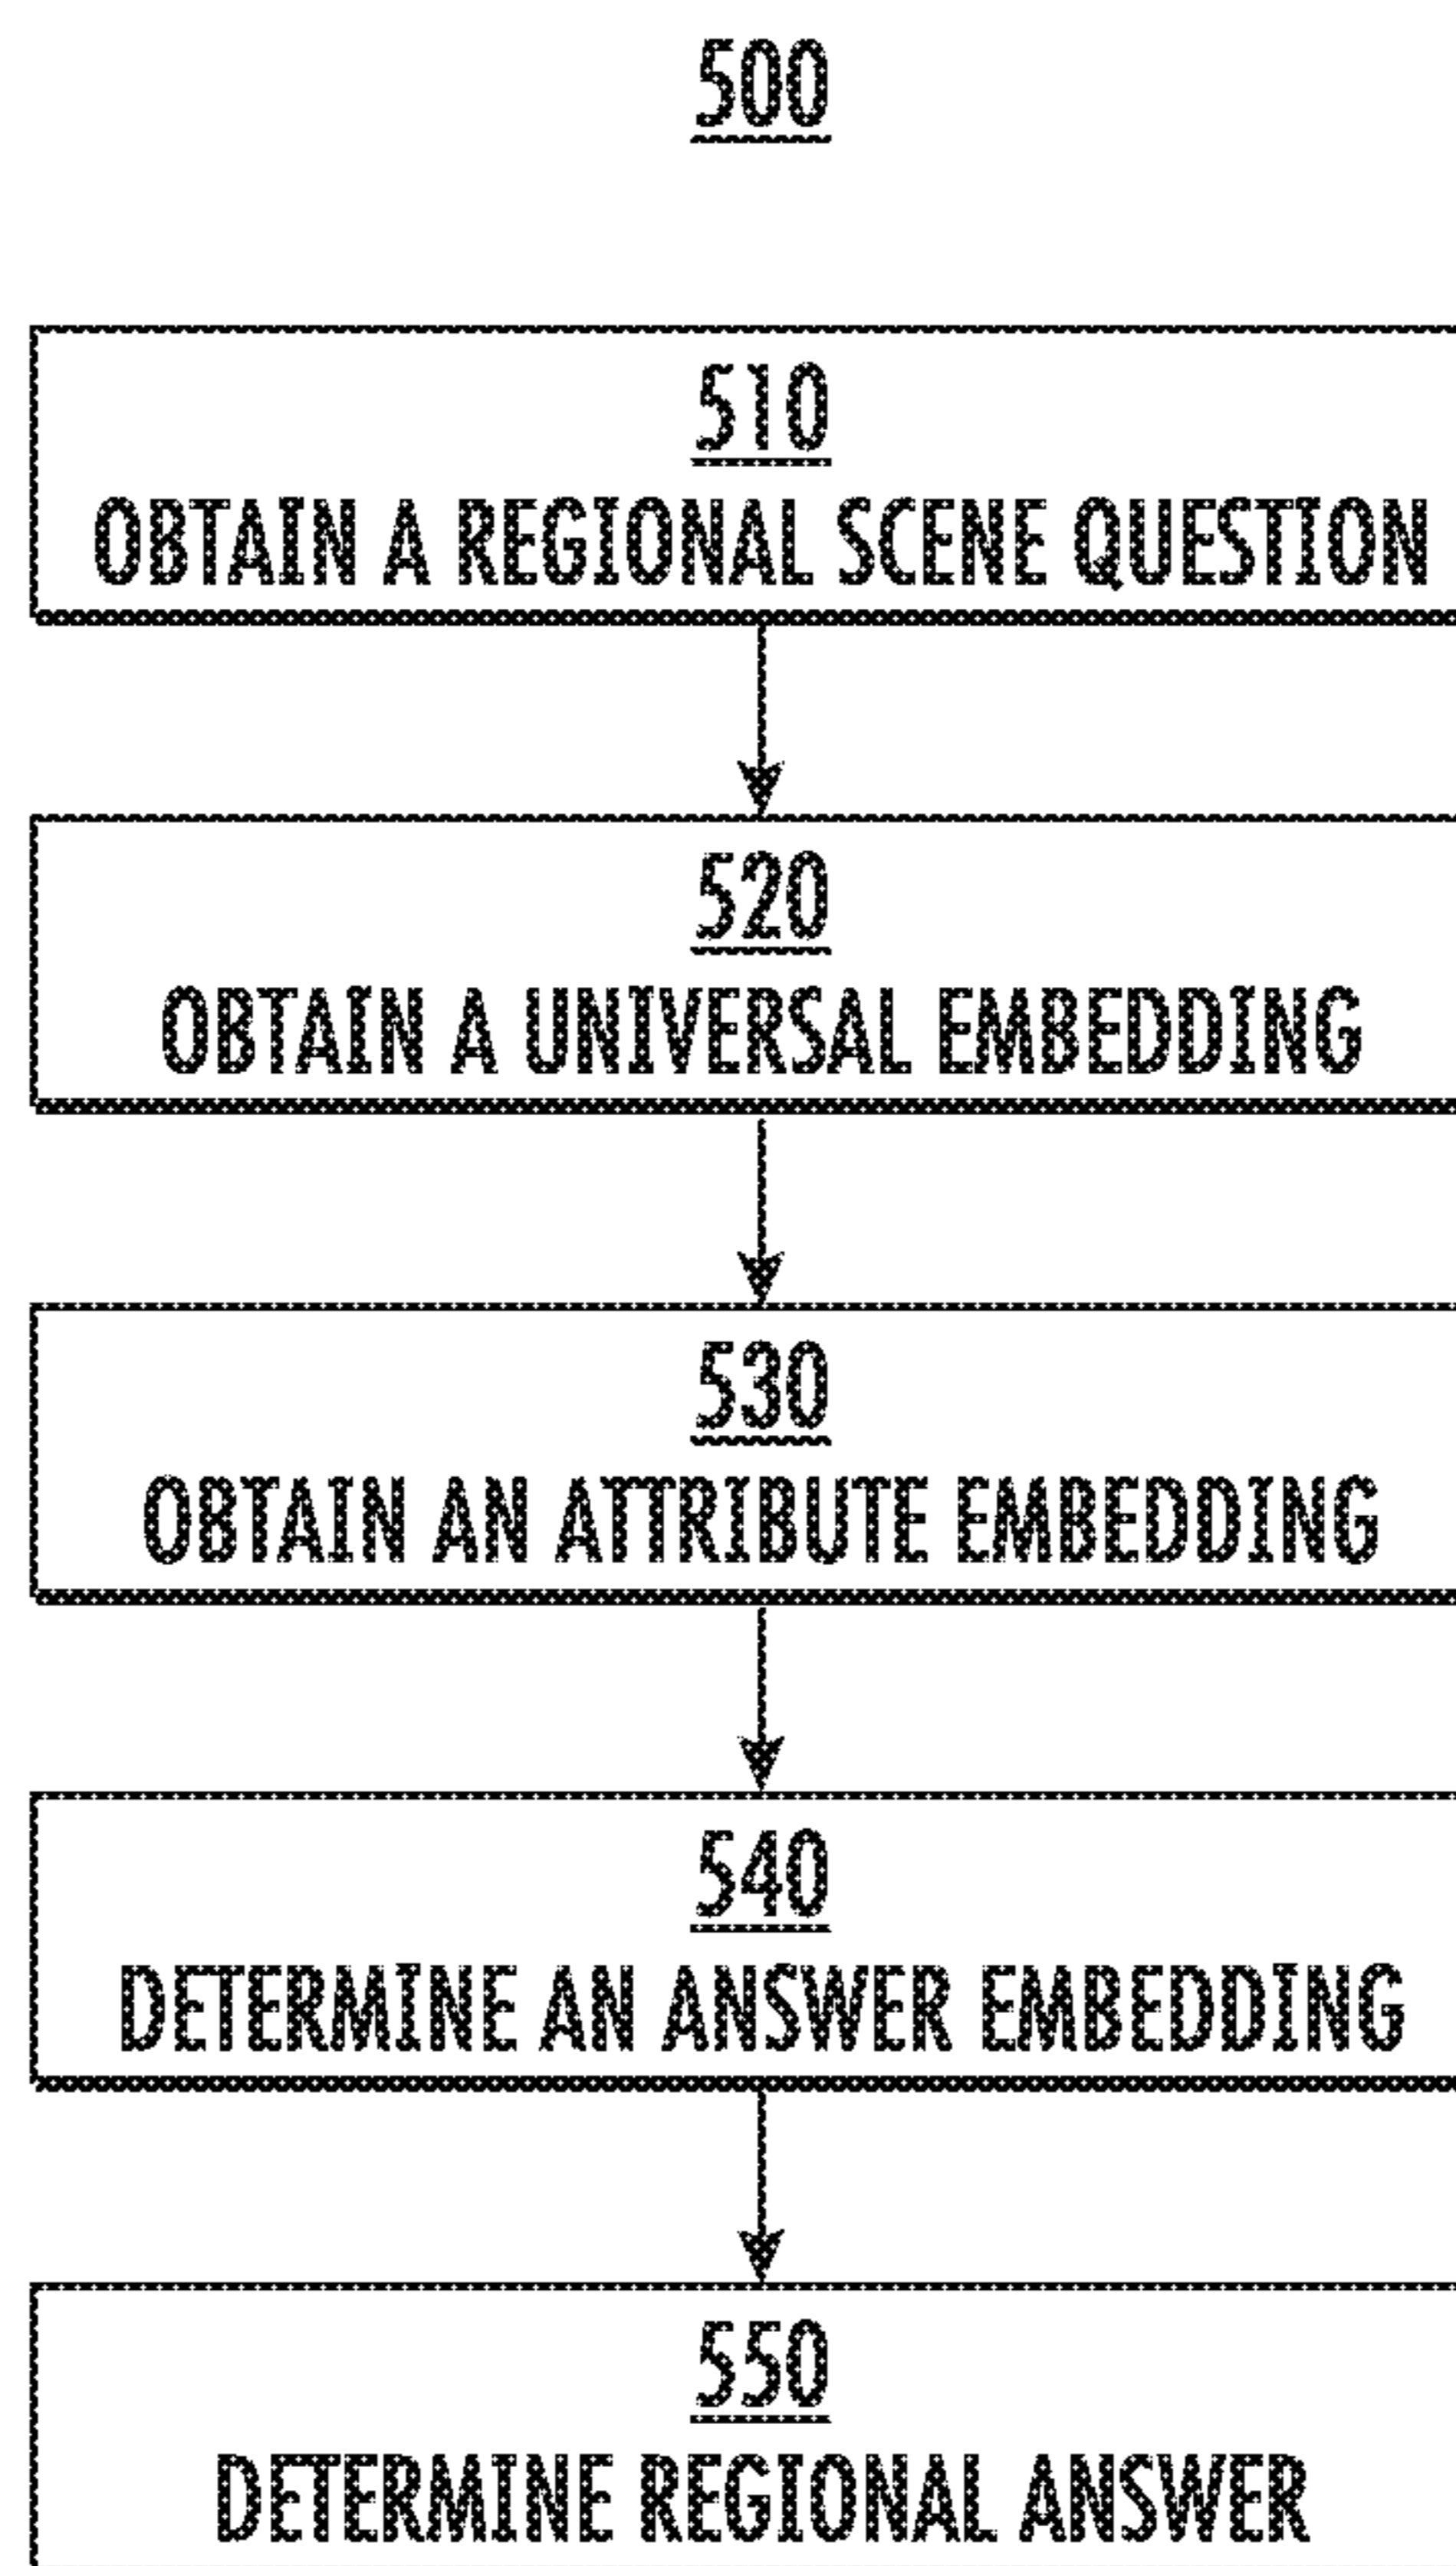 500
510
OBTAIN A REGIONAL SCENE QUESTION
520
OBTAIN A UNIVERSAL EMBEDDING
530
OBTAIN AN ATTRIBUTE EMBEDDING
540
DETERMINE AN ANSWER EMBEDDING
550
DETERMINE REGIONAL ANSWER